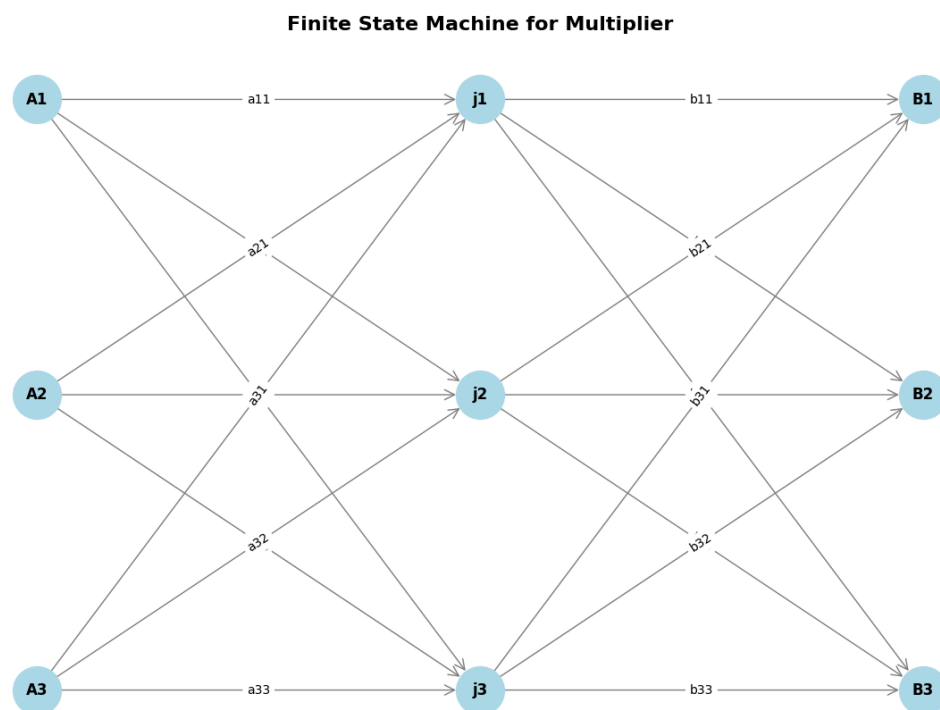 Finite State Machine for Multiplier
A1 a11 j1 b11 B1
a21 b21
A2 a31 j2 b31 B2
a32 b32
A3 a33 j3 b33 B3